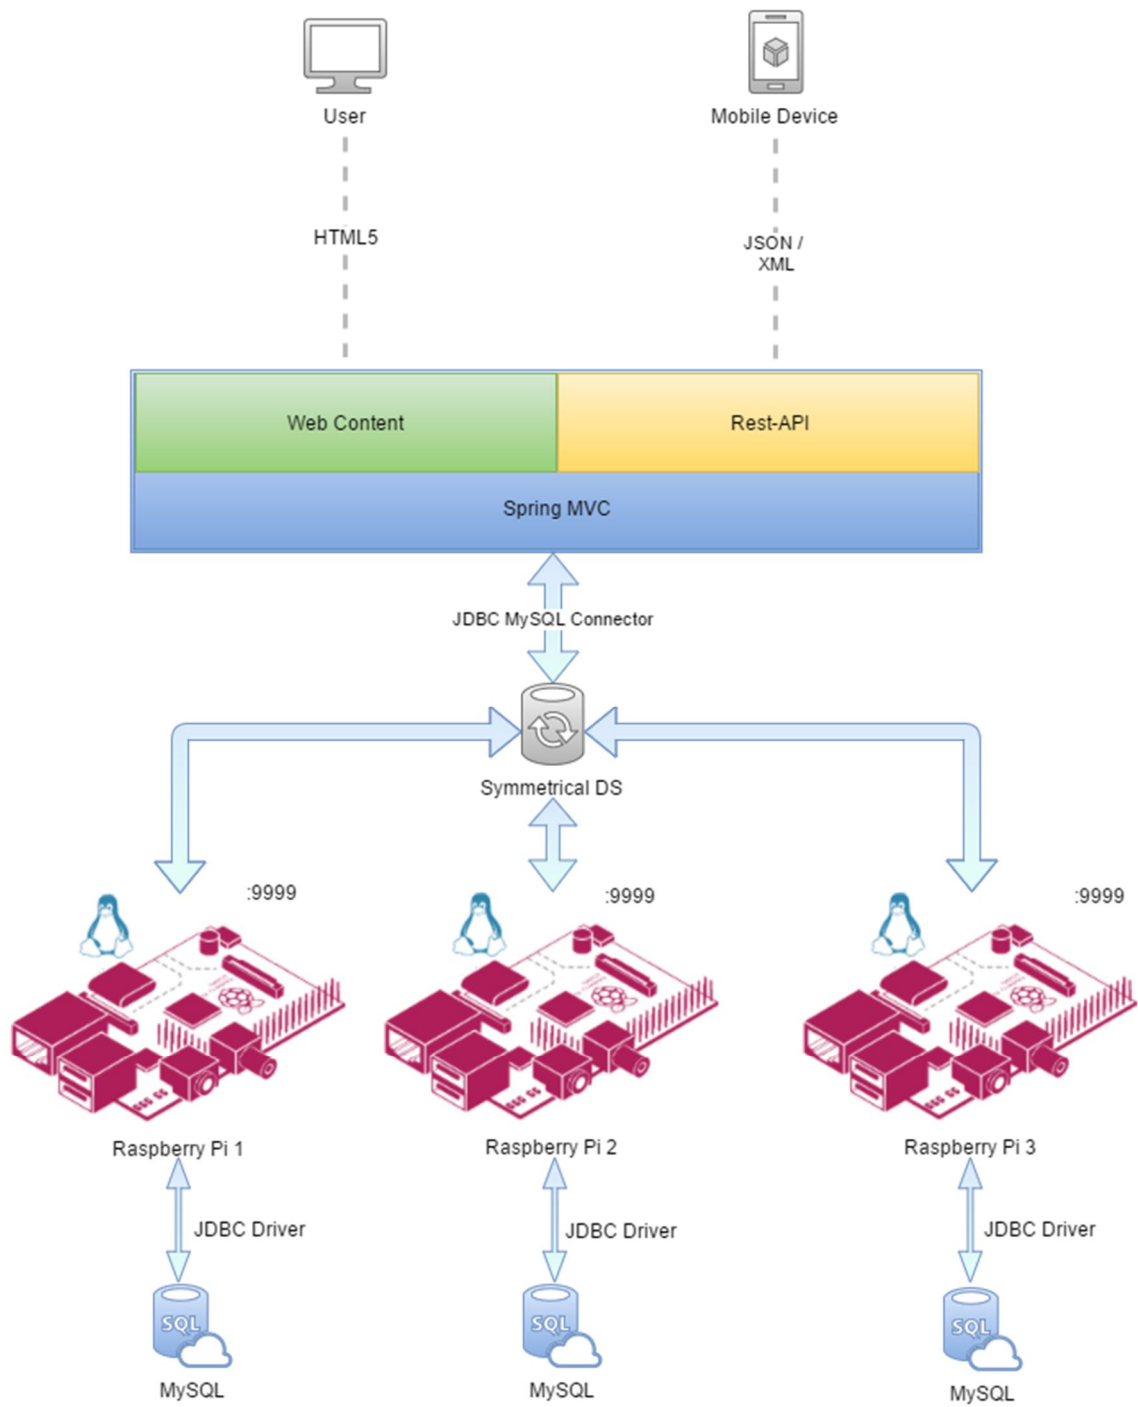 User
Mobile Device
HTML5
JSON /
XML
Web Content
Rest-API
Spring MVC
JDBC MySQL Connector
Symmetrical DS
:9999
:9999
:9999
Raspberry Pi 1
Raspberry Pi 2
Raspberry Pi 3
JDBC Driver
JDBC Driver
JDBC Driver
SQL
SQL
SQL
MySQL
MySQL
MySQL